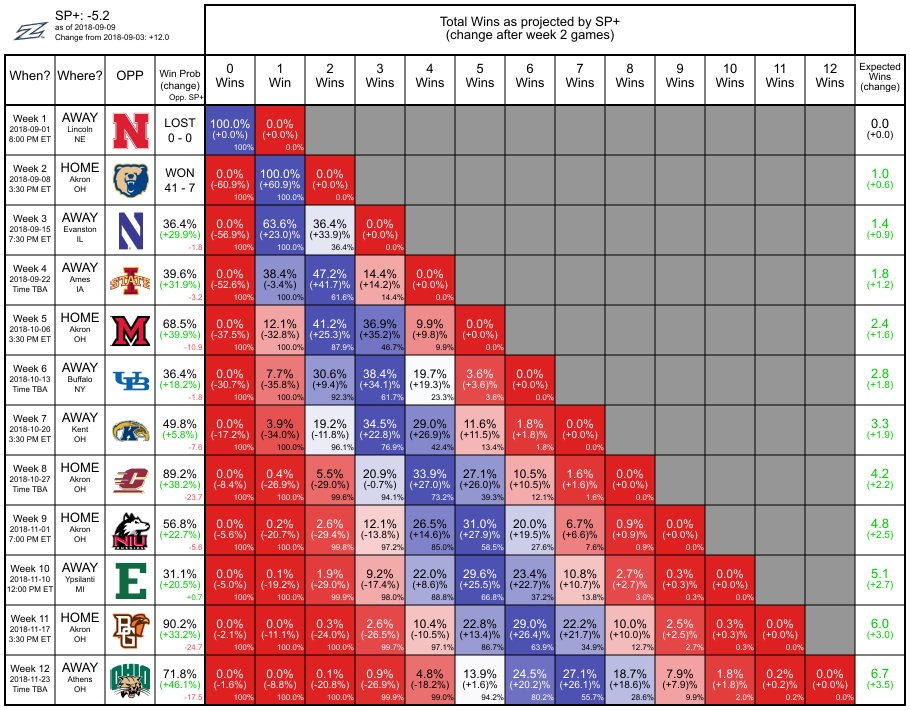 SP+: -5.2
as of 2018-09-09
Change from 2018-09-03: +12.0
Total Wins as projected by SP+
(change after week 2 games)
When? Where? OPP Win Prob (change) Opp. SP+ 0 Wins 1 Win 2 Wins 3 Wins 4 Wins 5 Wins 6 Wins 7 Wins 8 Wins 9 Wins 10 Wins 11 Wins 12 Wins Expected Wins (change)
Week 1 2018-09-01 8:00 PM ET AWAY Lincoln NE N LOST 0 - 0 100.0% (+0.0%) 100% 0.0% (+0.0%) 0.0% 0.0 (+0.0)
Week 2 2018-09-08 3:30 PM ET HOME Akron OH WON 41 - 7 0.0% (-60.9%) 100% 100.0% (+60.9)% 100.0% 0.0% (+0.0%) 0.0% 1.0 (+0.6)
Week 3 2018-09-15 7:30 PM ET AWAY Evanston IL N 36.4% (+29.9%) -1.8 0.0% (-56.9%) 100% 63.6% (+23.0)% 100.0% 36.4% (+33.9%) 36.4% 0.0% (+0.0%) 0.0% 1.4 (+0.9)
Week 4 2018-09-22 Time TBA AWAY Ames IA I STATE 39.6% (+31.9%) -3.2 0.0% (-52.6%) 100% 38.4% (-3.4%) 100.0% 47.2% (+41.7%) 61.6% 14.4% (+14.2)% 14.4% 0.0% (+0.0%) 0.0% 1.8 (+1.2)
Week 5 2018-10-06 3:30 PM ET HOME Akron OH M 68.5% (+39.9%) -10.9 0.0% (-37.5%) 100% 12.1% (-32.8%) 100.0% 41.2% (+25.3)% 87.9% 36.9% (+35.2)% 46.7% 9.9% (+9.8)% 9.9% 0.0% (+0.0%) 0.0% 2.4 (+1.6)
Week 6 2018-10-13 Time TBA AWAY Buffalo NY UB 36.4% (+18.2%) -1.8 0.0% (-30.7%) 100% 7.7% (-35.8%) 100.0% 30.6% (+9.4)% 92.3% 38.4% (+34.1)% 61.7% 19.7% (+19.3)% 23.3% 3.6% (+3.6)% 3.6% 0.0% (+0.0%) 0.0% 2.8 (+1.8)
Week 7 2018-10-20 3:30 PM ET AWAY Kent OH K 49.8% (+5.8%) -7.6 0.0% (-17.2%) 100% 3.9% (-34.0%) 100.0% 19.2% (-11.8%) 96.1% 34.5% (+22.8)% 76.9% 29.0% (+26.9)% 42.4% 11.6% (+11.5)% 13.4% 1.8% (+1.8)% 1.8% 0.0% (+0.0%) 0.0% 3.3 (+1.9)
Week 8 2018-10-27 Time TBA HOME Akron OH C 89.2% (+38.2%) -23.7 0.0% (-8.4%) 100% 0.4% (-26.9%) 100.0% 5.5% (-29.0%) 99.6% 20.9% (-0.7%) 94.1% 33.9% (+27.0)% 73.2% 27.1% (+26.0)% 39.3% 10.5% (+10.5)% 12.1% 1.6% (+1.6)% 1.6% 0.0% (+0.0%) 0.0% 4.2 (+2.2)
Week 9 2018-11-01 7:00 PM ET HOME Akron OH NIU 56.8% (+22.7%) -5.6 0.0% (-5.6%) 100% 0.2% (-20.7%) 100.0% 2.6% (-29.4%) 99.8% 12.1% (-13.8%) 97.2% 26.5% (+14.6)% 85.0% 31.0% (+27.9)% 58.5% 20.0% (+19.5)% 27.6% 6.7% (+6.6)% 7.6% 0.9% (+0.9)% 0.9% 0.0% (+0.0%) 0.0% 4.8 (+2.5)
Week 10 2018-11-10 12:00 PM ET AWAY Ypsilanti MI E 31.1% (+20.5%) +0.7 0.0% (-5.0%) 100% 0.1% (-19.2%) 100.0% 1.9% (-29.0%) 99.9% 9.2% (-17.4%) 98.0% 22.0% (+8.6)% 88.8% 29.6% (+25.5)% 66.8% 23.4% (+22.7)% 37.2% 10.8% (+10.7)% 13.8% 2.7% (+2.7)% 3.0% 0.3% (+0.3)% 0.3% 0.0% (+0.0%) 0.0% 5.1 (+2.7)
Week 11 2018-11-17 3:30 PM ET HOME Akron OH BG 90.2% (+33.2%) -24.7 0.0% (-2.1%) 100% 0.0% (-11.1%) 100.0% 0.3% (-24.0%) 100.0% 2.6% (-26.5%) 99.7% 10.4% (-10.5%) 97.1% 22.8% (+13.4)% 86.7% 29.0% (+26.4)% 63.9% 22.2% (+21.7)% 34.9% 10.0% (+10.0)% 12.7% 2.5% (+2.5)% 2.7% 0.3% (+0.3)% 0.3% 0.0% (+0.0%) 0.0% 6.0 (+3.0)
Week 12 2018-11-23 Time TBA AWAY Athens OH OHIO 71.8% (+46.1%) -17.5 0.0% (-1.6%) 100% 0.0% (-8.8%) 100.0% 0.1% (-20.8%) 100.0% 0.9% (-26.9%) 99.9% 4.8% (-18.2%) 99.0% 13.9% (+1.6)% 94.2% 24.5% (+20.2)% 80.2% 27.1% (+26.1)% 55.7% 18.7% (+18.6)% 28.6% 7.9% (+7.9)% 9.9% 1.8% (+1.8)% 2.0% 0.2% (+0.2)% 0.2% 0.0% (+0.0%) 0.0% 6.7 (+3.5)